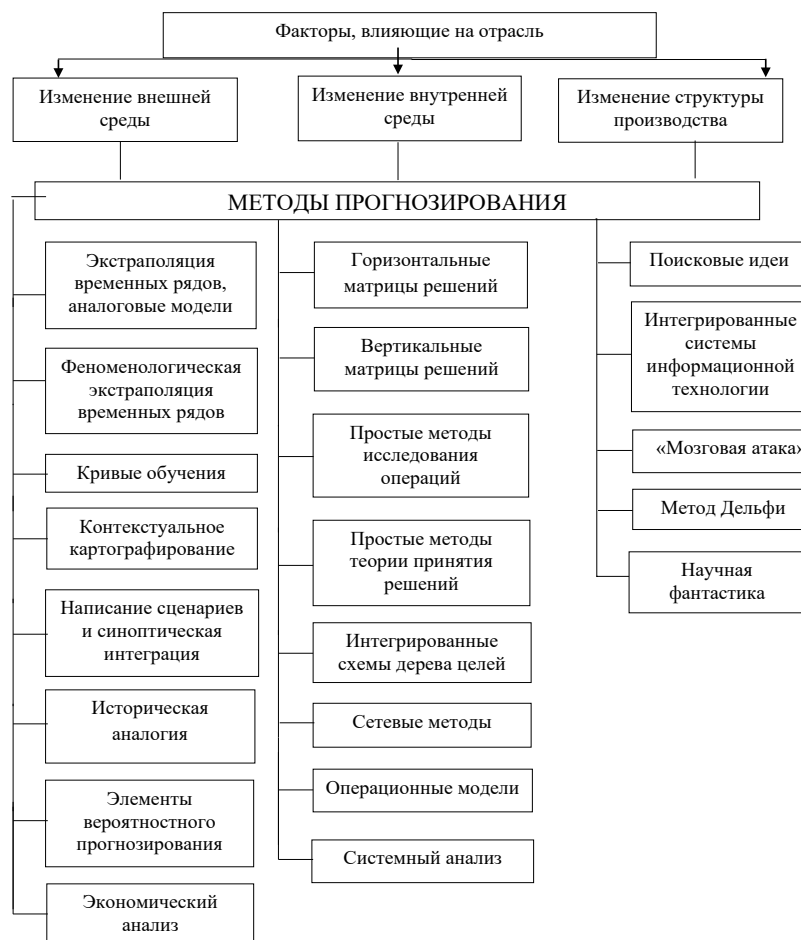 Факторы, влияющие на отрасль
Изменение внешней
среды
Изменение внутренней
среды
Изменение структуры
производства
МЕТОДЫ ПРОГНОЗИРОВАНИЯ
Экстраполяция
временных рядов,
аналоговые модели
Феноменологическая
экстраполяция
временных рядов
Кривые обучения
Контекстуальное
картографирование
Написание сценариев
и синоптическая
интеграция
Историческая
аналогия
Элементы
вероятностного
прогнозирования
Экономический
анализ
Горизонтальные
матрицы решений
Вертикальные
матрицы решений
Простые методы
исследования
операций
Простые методы
теории принятия
решений
Интегрированные
схемы дерева целей
Сетевые методы
Операционные модели
Системный анализ
Поисковые идеи
Интегрированные
системы
информационной
технологии
«Мозговая атака»
Метод Дельфи
Научная
фантастика